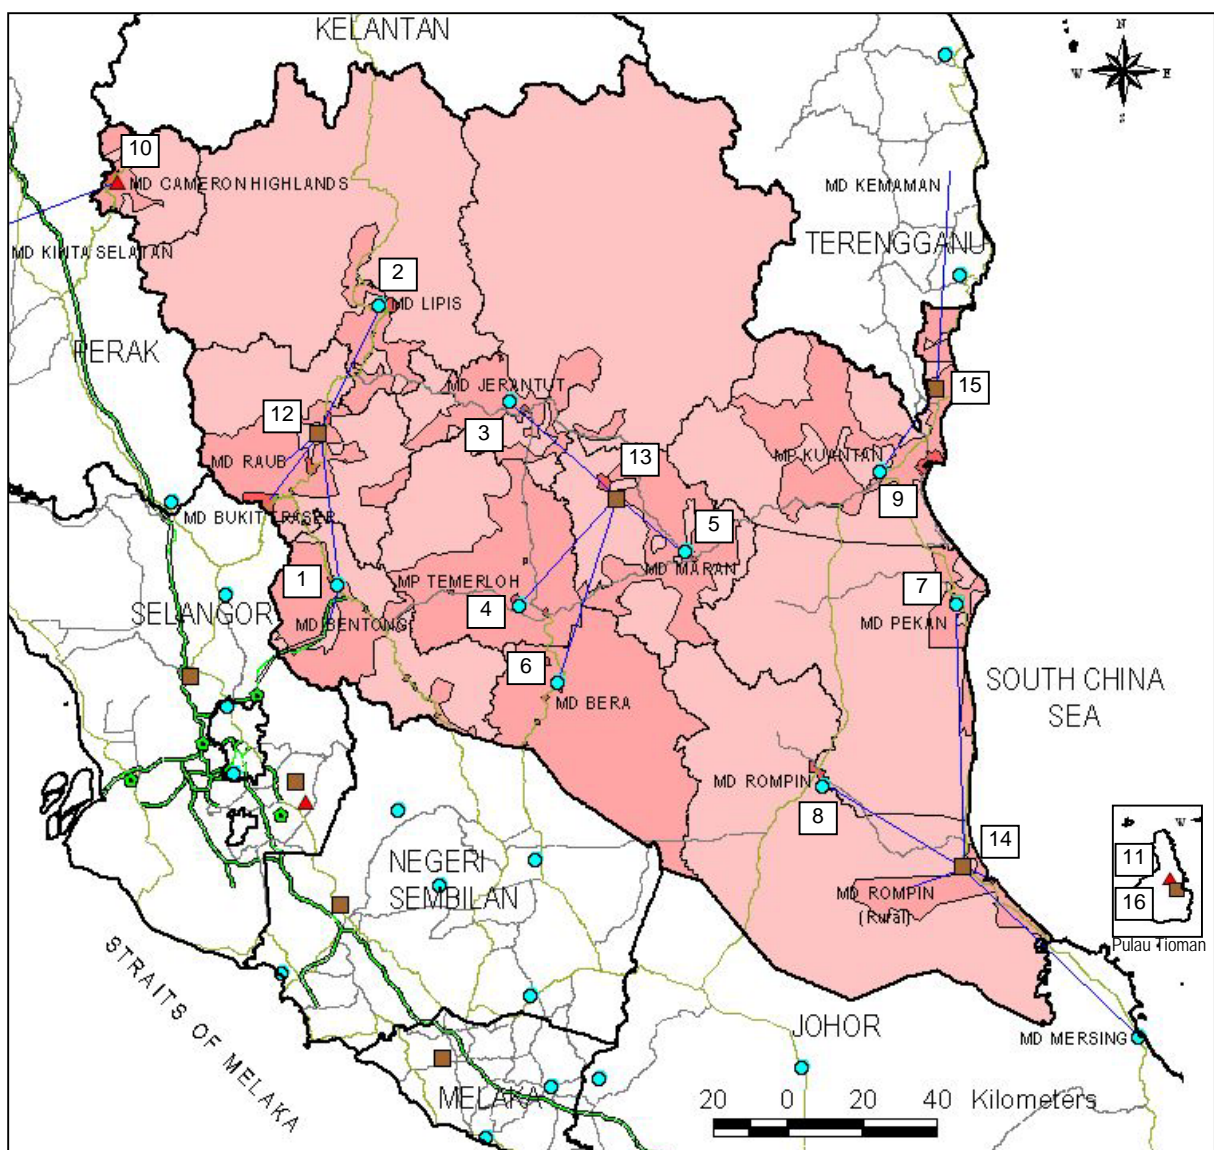 KELANTAN
N
W
E
S
10
MD CAMERON HIGHLANDS
MD KEMAMAN
MD KINTA SELATAN
TERENGGANU
2
MD LIPIS
PERAK
MD JERANTUT
15
12
3
13
MD RAUB
MP KUANTAN
9
MD BUKIT FRASER
5
MD MARAN
1
MP TEMERLOH
4
7
SELANGOR
MD BENTONG
MD PEKAN
6
MD BERA
SOUTH CHINA
SEA
MD ROMPIN
8
14
W
NEGERI
SEMBILAN
MD ROMPIN
(Rural)
11
16
Pulau Tioman
STRAITS OF MELAKA
JOHOR
MD MERSING
MELAKA
20 0 20 40 Kilometers